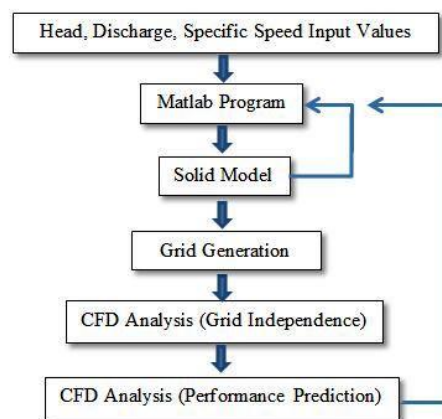 Head, Discharge, Specific Speed Input Values
Matlab Program
Solid Model
Grid Generation
CFD Analysis (Grid Independence)
CFD Analysis (Performance Prediction)